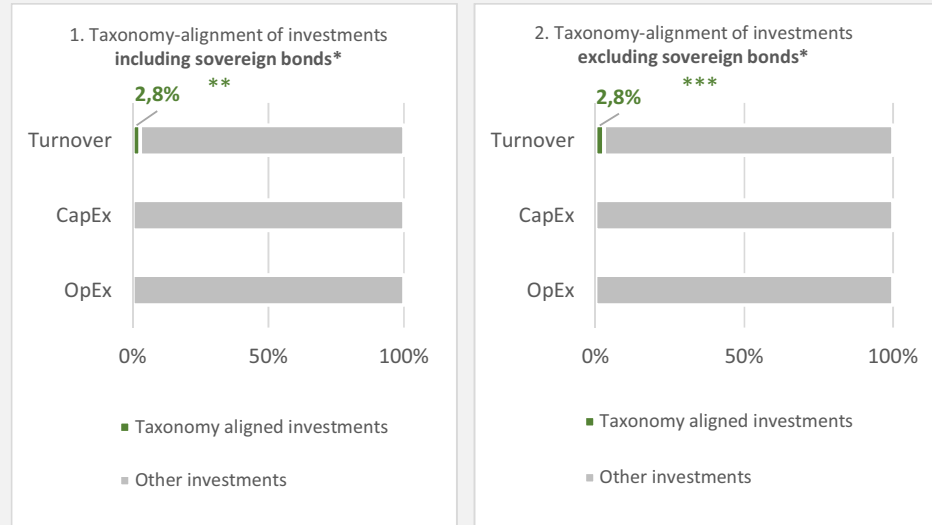 1. Taxonomy-alignment of investments
including sovereign bonds*
**
2,8%
Turnover
CapEx
OpEx
0% 50% 100%
Taxonomy aligned investments
Other investments
2. Taxonomy-alignment of investments
excluding sovereign bonds*
***
2,8%
Turnover
CapEx
OpEx
0% 50% 100%
Taxonomy aligned investments
Other investments